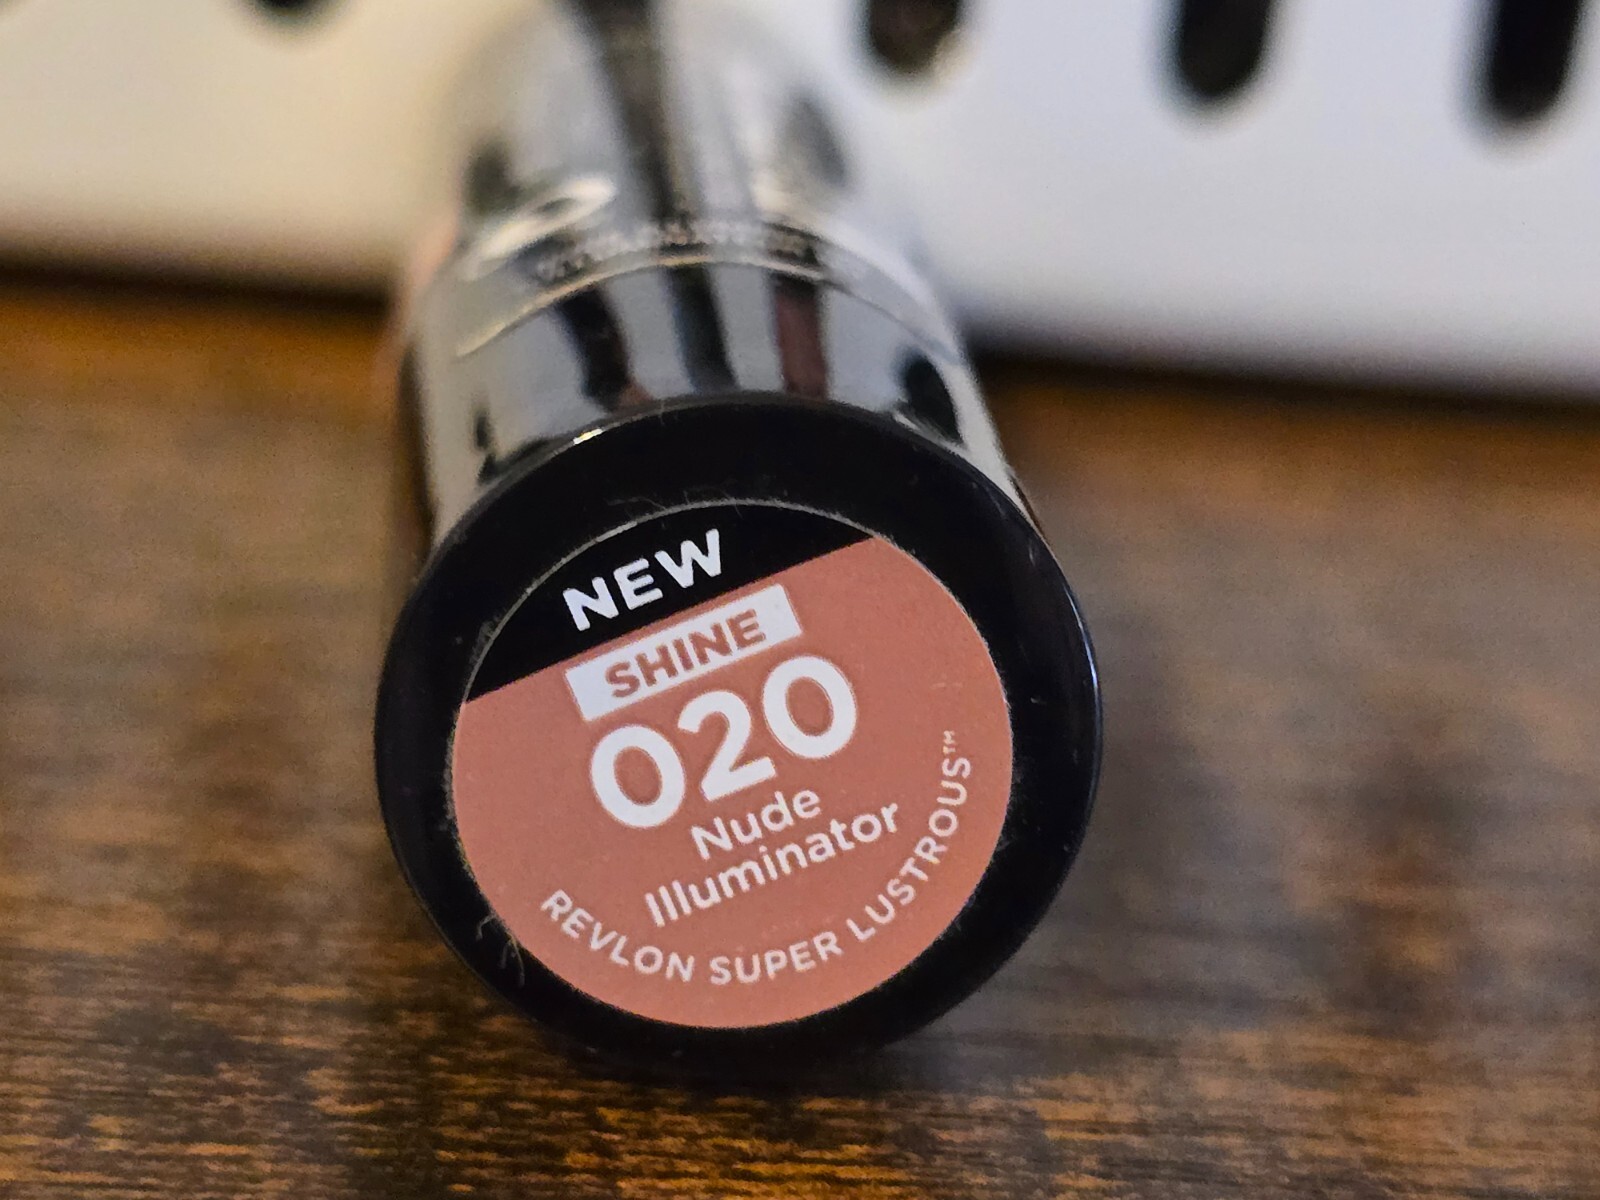 NEW
SHINE
020
Nude
Illuminator
REVLON SUPER LUSTROUS™